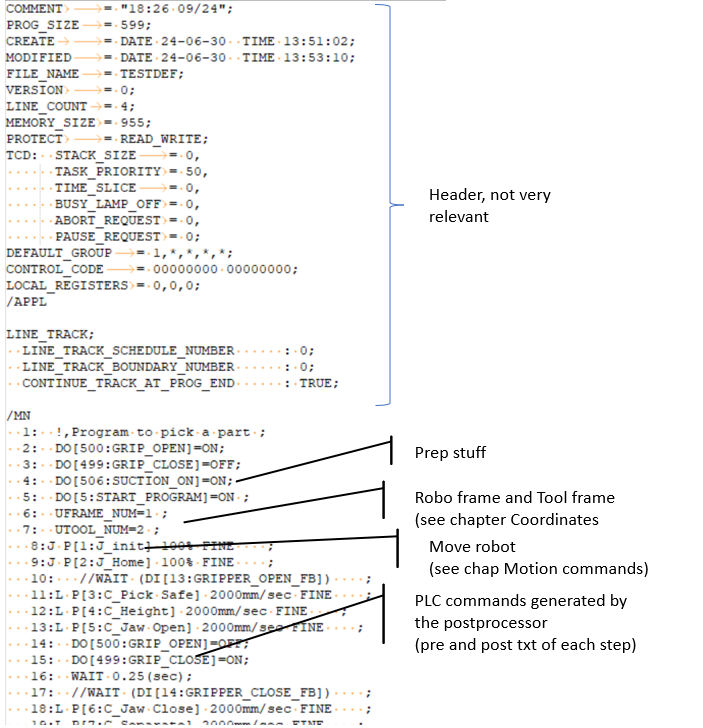 COMMENT = "18:26 09/24";
PROG_SIZE = 599;
CREATE = DATE 24-06-30 TIME 13:51:02;
MODIFIED = DATE 24-06-30 TIME 13:53:10;
FILE_NAME = TESTDEF;
VERSION = 0;
LINE_COUNT = 4;
MEMORY_SIZE = 955;
PROTECT = READ_WRITE;
TCD: STACK_SIZE = 0,
TASK_PRIORITY = 50,
TIME_SLICE = 0,
BUSY_LAMP_OFF = 0,
ABORT_REQUEST = 0,
PAUSE_REQUEST = 0;
DEFAULT_GROUP = 1,*,*,*,*;
CONTROL_CODE = 00000000 00000000;
LOCAL_REGISTERS = 0,0,0;
/APPL
LINE_TRACK;
LINE_TRACK_SCHEDULE_NUMBER : 0;
LINE_TRACK_BOUNDARY_NUMBER : 0;
CONTINUE_TRACK_AT_PROG_END : TRUE;
/MN
1: !,Program to pick a part ;
2: DO[500:GRIP_OPEN]=ON;
3: DO[499:GRIP_CLOSE]=OFF;
4: DO[506:SUCTION_ON]=ON;
5: DO[5:START_PROGRAM]=ON ;
6: UFRAME_NUM=1 ;
7: UTOOL_NUM=2 ;
8:J P[1:J_init] 100% FINE ;
9:J P[2:J_Home] 100% FINE ;
10: //WAIT (DI[13:GRIPPER_OPEN_FB]) ;
11:L P[3:C_Pick Safe] 2000mm/sec FINE ;
12:L P[4:C_Height] 2000mm/sec FINE ;
13:L P[5:C_Jaw Open] 2000mm/sec FINE ;
14: DO[500:GRIP_OPEN]=OFF;
15: DO[499:GRIP_CLOSE]=ON;
16: WAIT 0.25(sec);
17: //WAIT (DI[14:GRIPPER_CLOSE_FB]) ;
18:L P[6:C_Jaw Close] 2000mm/sec FINE ;
Header, not very
relevant
Prep stuff
Robo frame and Tool frame
(see chapter Coordinates
Move robot
(see chap Motion commands)
PLC commands generated by
the postprocessor
(pre and post txt of each step)